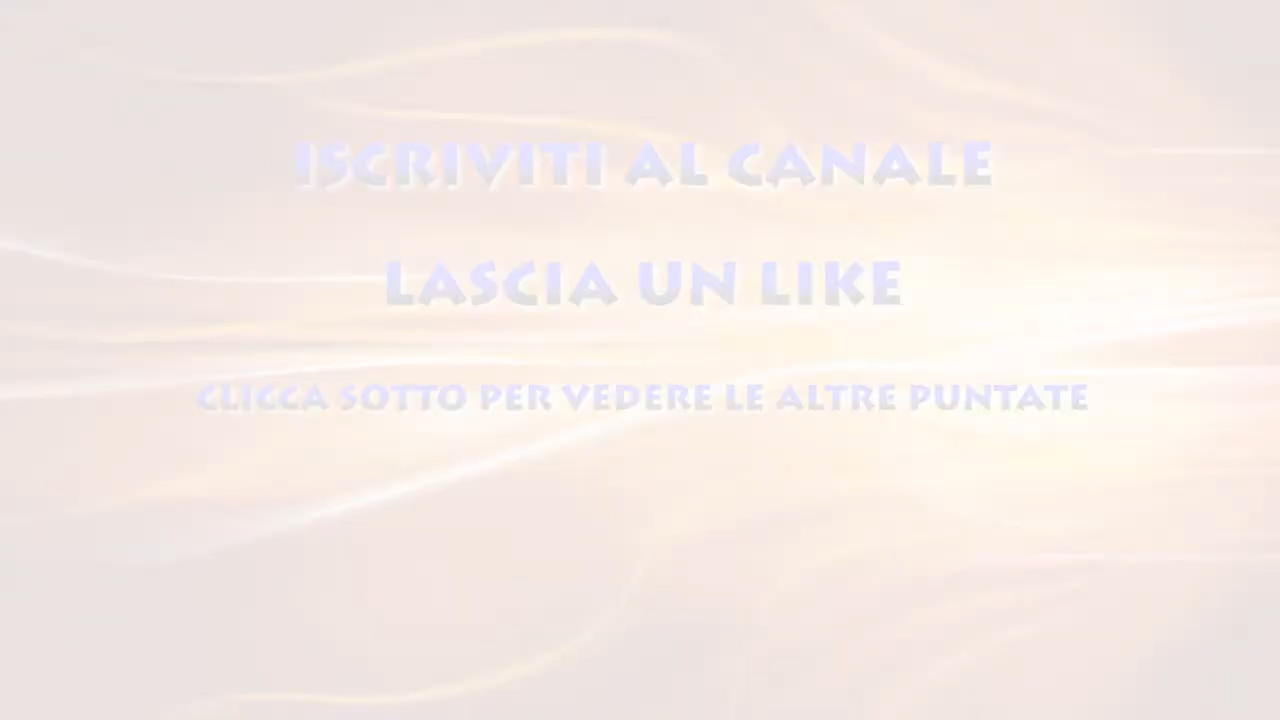 ISCRIVITI AL CANALE
LASCIA UN LIKE
CLICCA SOTTO PER VEDERE LE ALTRE PUNTATE